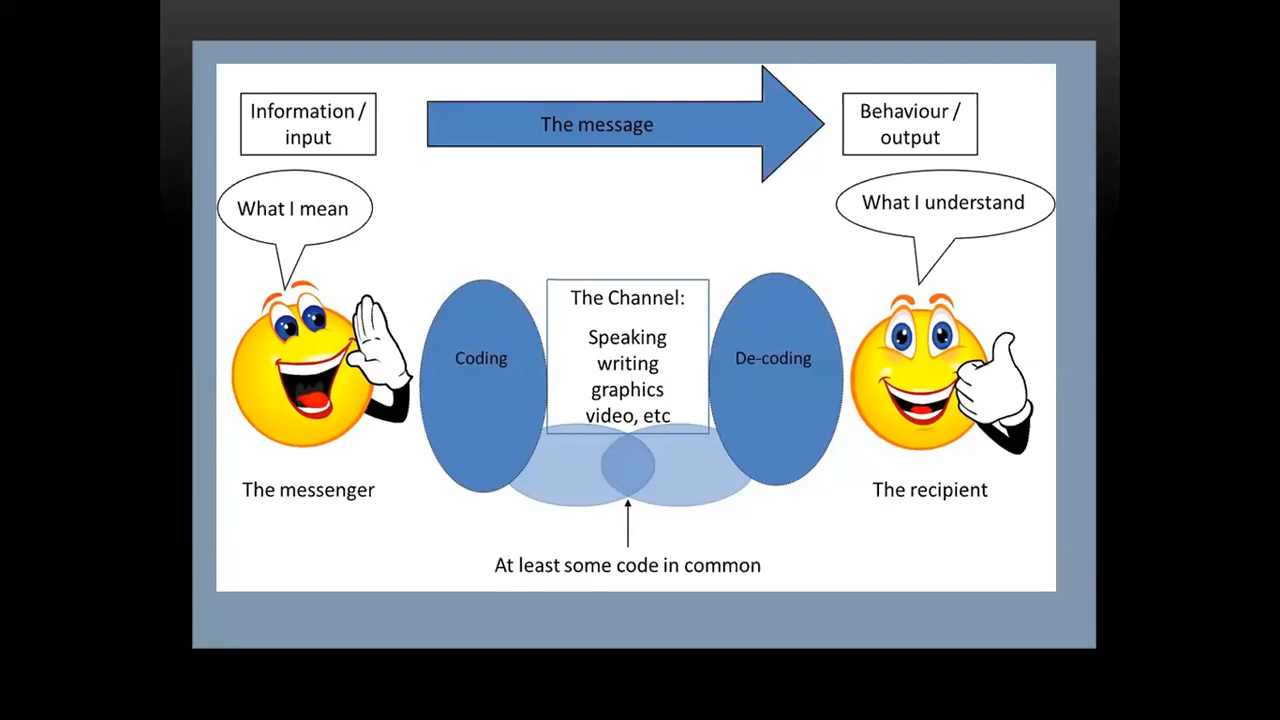 Information /
input
The message
Behaviour /
output
What I mean
What I understand
The Channel:
Speaking
writing
graphics
video, etc
Coding
De-coding
The messenger
The recipient
At least some code in common